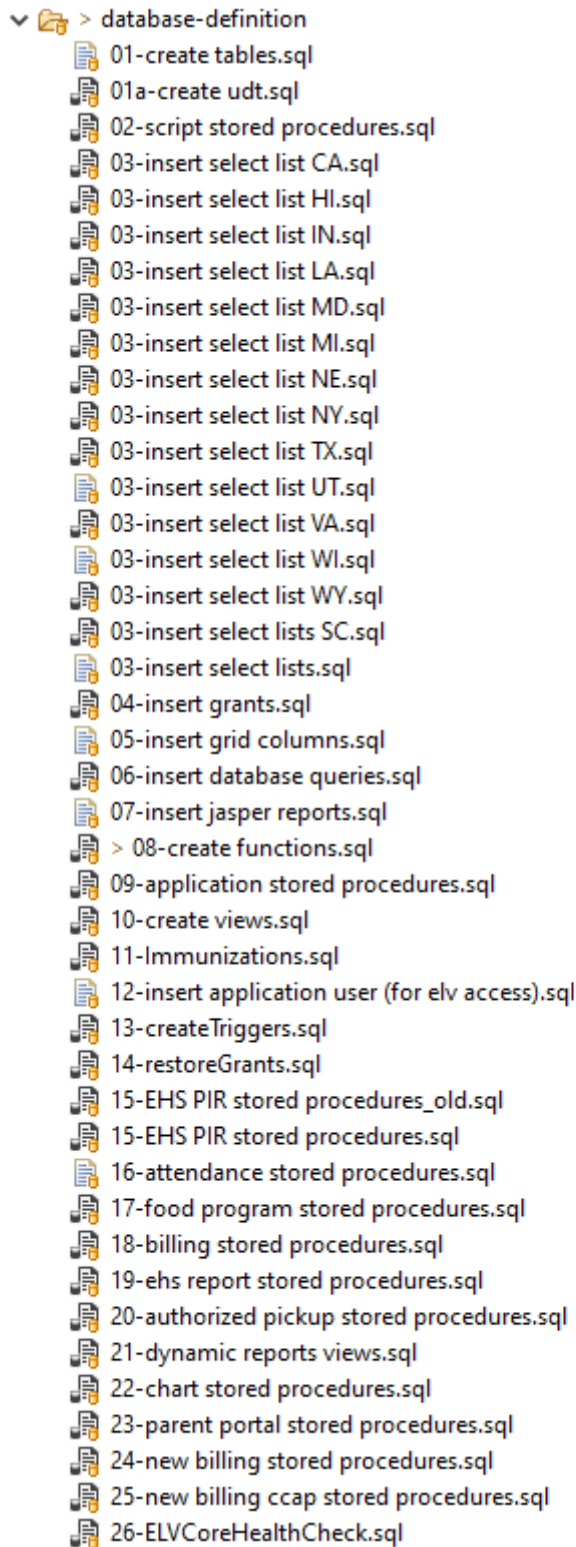 > database-definition
01-create tables.sql
01a-create udt.sql
02-script stored procedures.sql
03-insert select list CA.sql
03-insert select list HI.sql
03-insert select list IN.sql
03-insert select list LA.sql
03-insert select list MD.sql
03-insert select list MI.sql
03-insert select list NE.sql
03-insert select list NY.sql
03-insert select list TX.sql
03-insert select list UT.sql
03-insert select list VA.sql
03-insert select list WI.sql
03-insert select list WY.sql
03-insert select lists SC.sql
03-insert select lists.sql
04-insert grants.sql
05-insert grid columns.sql
06-insert database queries.sql
07-insert jasper reports.sql
> 08-create functions.sql
09-application stored procedures.sql
10-create views.sql
11-Immunizations.sql
12-insert application user (for elv access).sql
13-createTriggers.sql
14-restoreGrants.sql
15-EHS PIR stored procedures_old.sql
15-EHS PIR stored procedures.sql
16-attendance stored procedures.sql
17-food program stored procedures.sql
18-billing stored procedures.sql
19-ehs report stored procedures.sql
20-authorized pickup stored procedures.sql
21-dynamic reports views.sql
22-chart stored procedures.sql
23-parent portal stored procedures.sql
24-new billing stored procedures.sql
25-new billing ccap stored procedures.sql
26-ELVCoreHealthCheck.sql